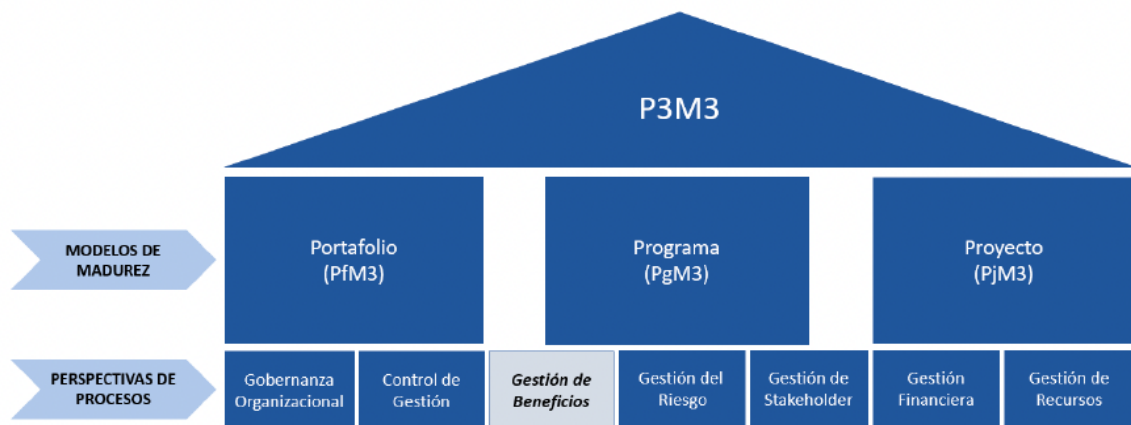 P3M3
MODELOS DE
MADUREZ
Portafolio
(PfM3)
Programa
(PgM3)
Proyecto
(PjM3)
PERSPECTIVAS DE
PROCESOS
Gobernanza
Organizacional
Control de
Gestión
Gestión de
Beneficios
Gestión del
Riesgo
Gestión de
Stakeholder
Gestión
Financiera
Gestión de
Recursos